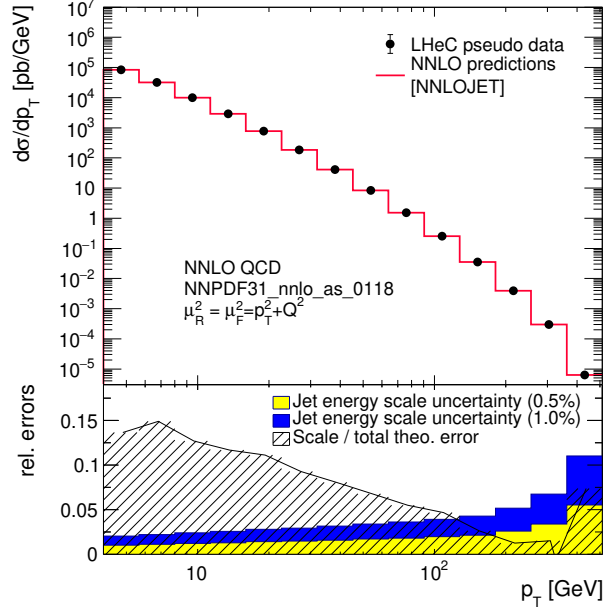 dσ/dp_T [pb/GeV]
10^7
10^6
10^5
10^4
10^3
10^2
10
1
10^−1
10^−2
10^−3
10^−4
10^−5
LHeC pseudo data
NNLO predictions
[NNLOJET]
NNLO QCD
NNPDF31_nnlo_as_0118
μ_R^2 = μ_F^2=p_T^2+Q^2
rel. errors
0.15
0.1
0.05
0
Jet energy scale uncertainty (0.5%)
Jet energy scale uncertainty (1.0%)
Scale / total theo. error
10
10^2
p_T [GeV]